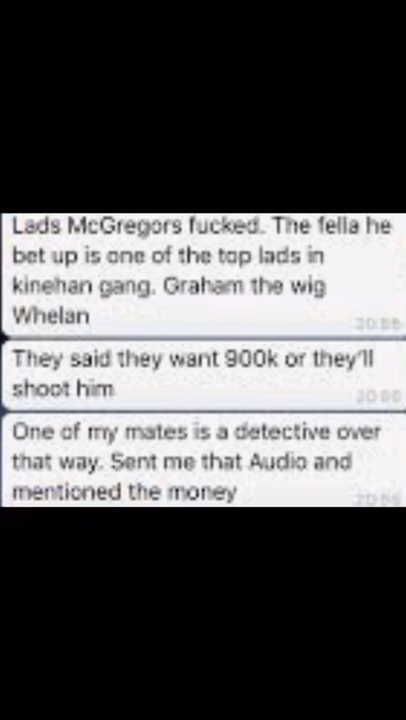 Lads McGregors fucked. The fella he
bet up is one of the top lads in
kinehan gang. Graham the wig
Whelan
They said they want 900k or they'll
shoot him
One of my mates is a detective over
that way. Sent me that Audio and
mentioned the money